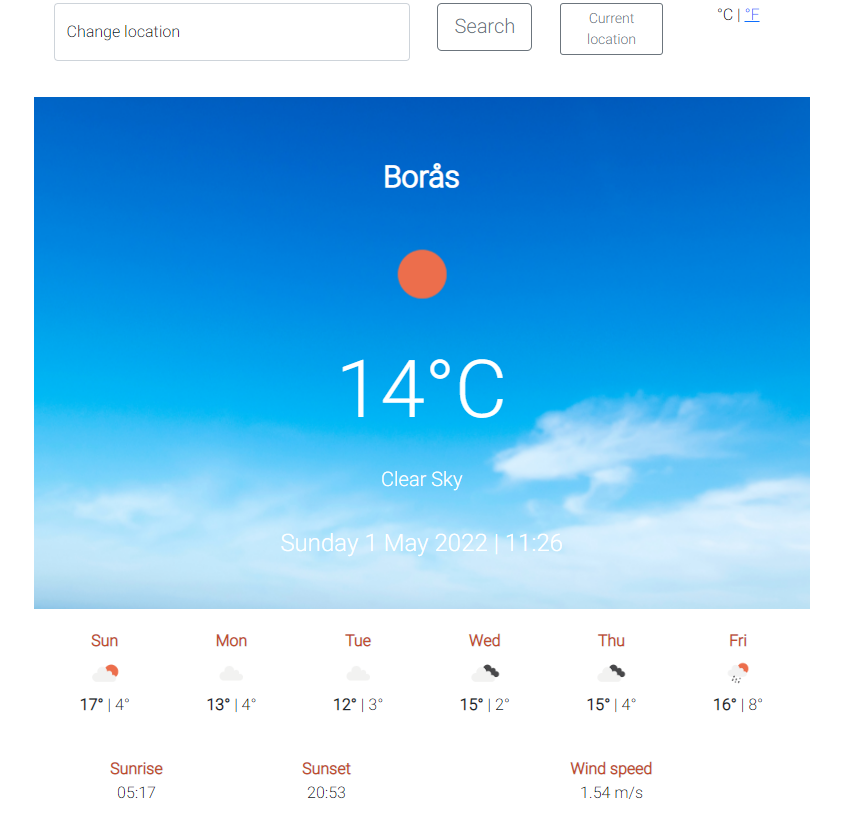 Change location
Search
Current
location
°C | °F
Borås
14°C
Clear Sky
Sunday 1 May 2022 | 11:26
Sun Mon Tue Wed Thu Fri
17° | 4° 13° | 4° 12° | 3° 15° | 2° 15° | 4° 16° | 8°
Sunrise Sunset Wind speed
05:17 20:53 1.54 m/s